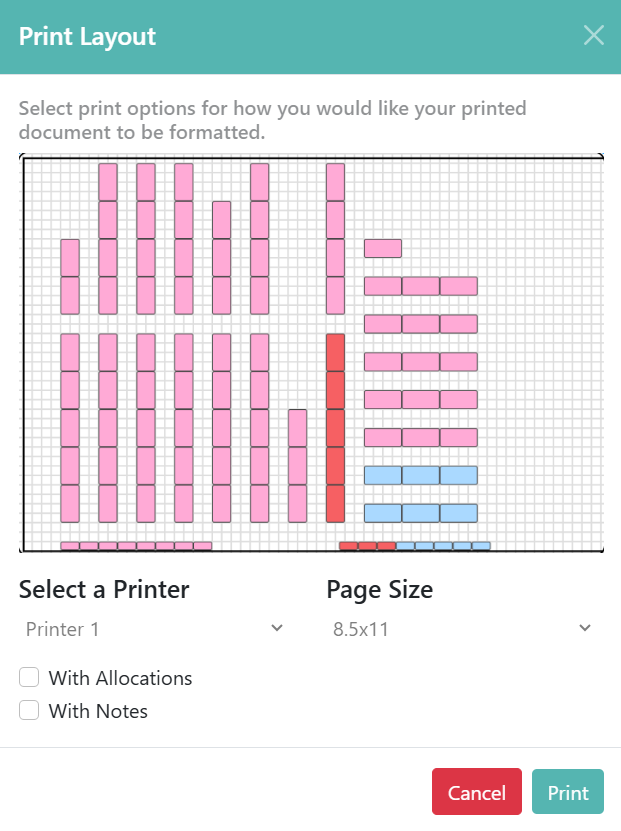 Print Layout
Select print options for how you would like your printed
document to be formatted.
Select a Printer
Page Size
Printer 1
8.5x11
With Allocations
With Notes
Cancel
Print